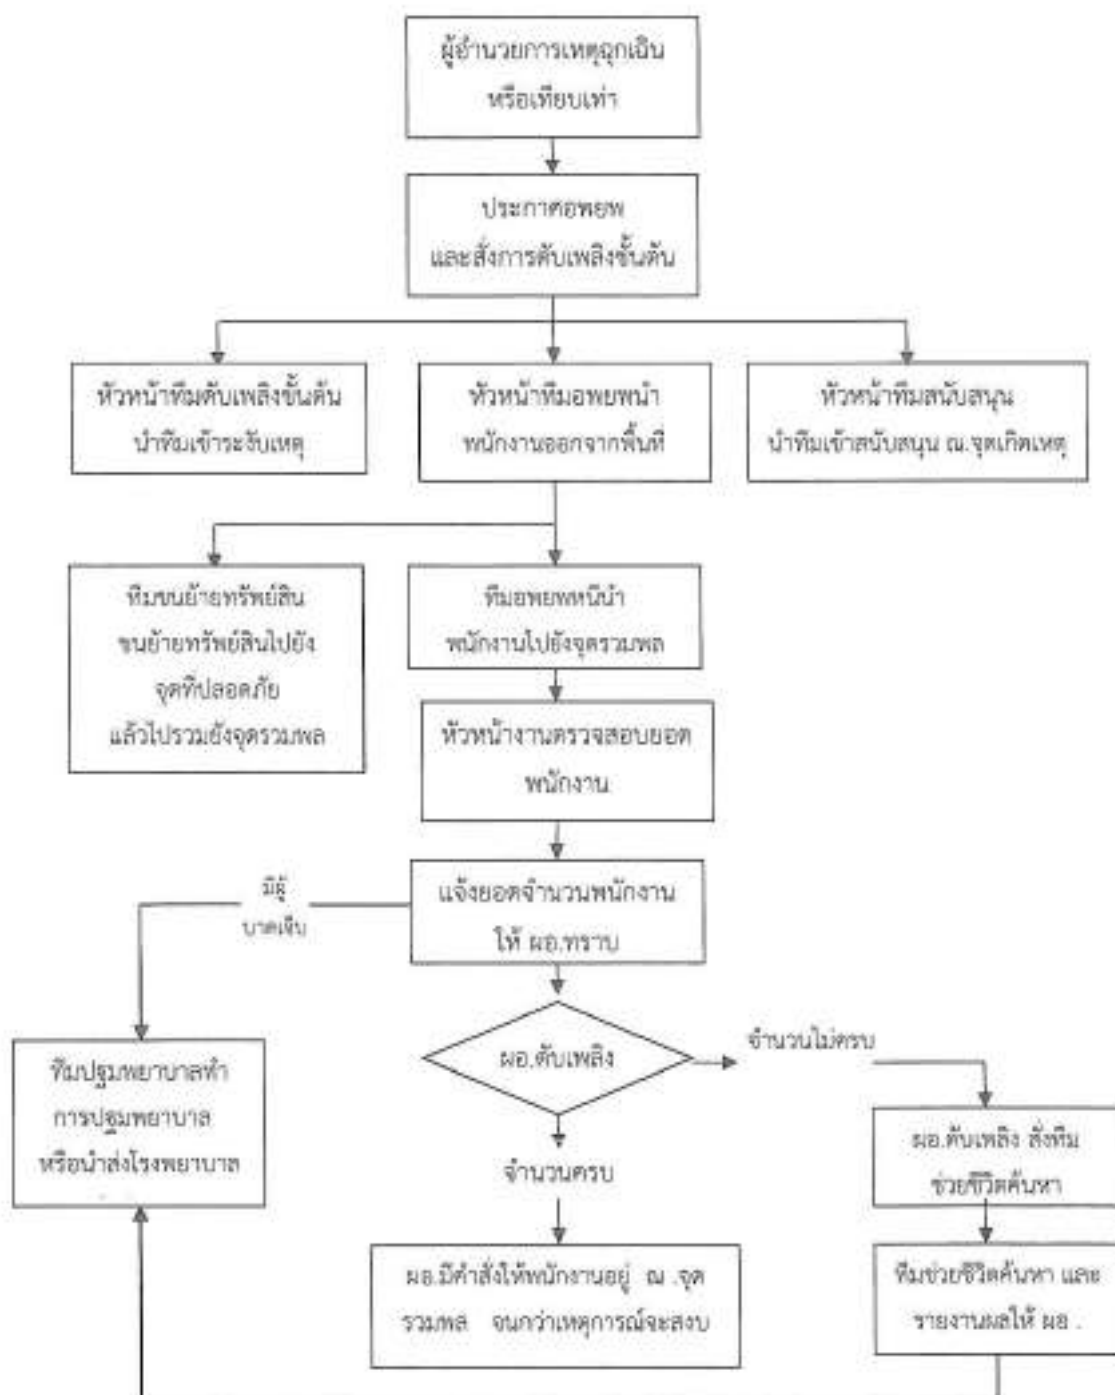 ผู้อำนวยการเหตุฉุกเฉิน
หรือเทียบเท่า
ประกาศอพยพ
และสั่งการดับเพลิงขั้นต้น
หัวหน้าทีมดับเพลิงขั้นต้น
นำทีมเข้าระงับเหตุ
หัวหน้าทีมอพยพนำ
พนักงานออกจากพื้นที่
หัวหน้าทีมสนับสนุน
นำทีมเข้าสนับสนุน ณ.จุดเกิดเหตุ
ทีมขนย้ายทรัพย์สิน
ขนย้ายทรัพย์สินไปยัง
จุดที่ปลอดภัย
แล้วไปรวมยังจุดรวมพล
ทีมอพยพหนีนำ
พนักงานไปยังจุดรวมพล
หัวหน้างานตรวจสอบยอด
พนักงาน
แจ้งยอดจำนวนพนักงาน
ให้ ผอ.ทราบ
มีผู้
บาดเจ็บ
ทีมปฐมพยาบาลทำ
การปฐมพยาบาล
หรือนำส่งโรงพยาบาล
ผอ.ดับเพลิง
จำนวนไม่ครบ
จำนวนครบ
ผอ.ดับเพลิง สั่งทีม
ช่วยชีวิตค้นหา
ผอ.มีคำสั่งให้พนักงานอยู่ ณ .จุด
รวมพล จนกว่าเหตุการณ์จะสงบ
ทีมช่วยชีวิตค้นหา และ
รายงานผลให้ ผอ .